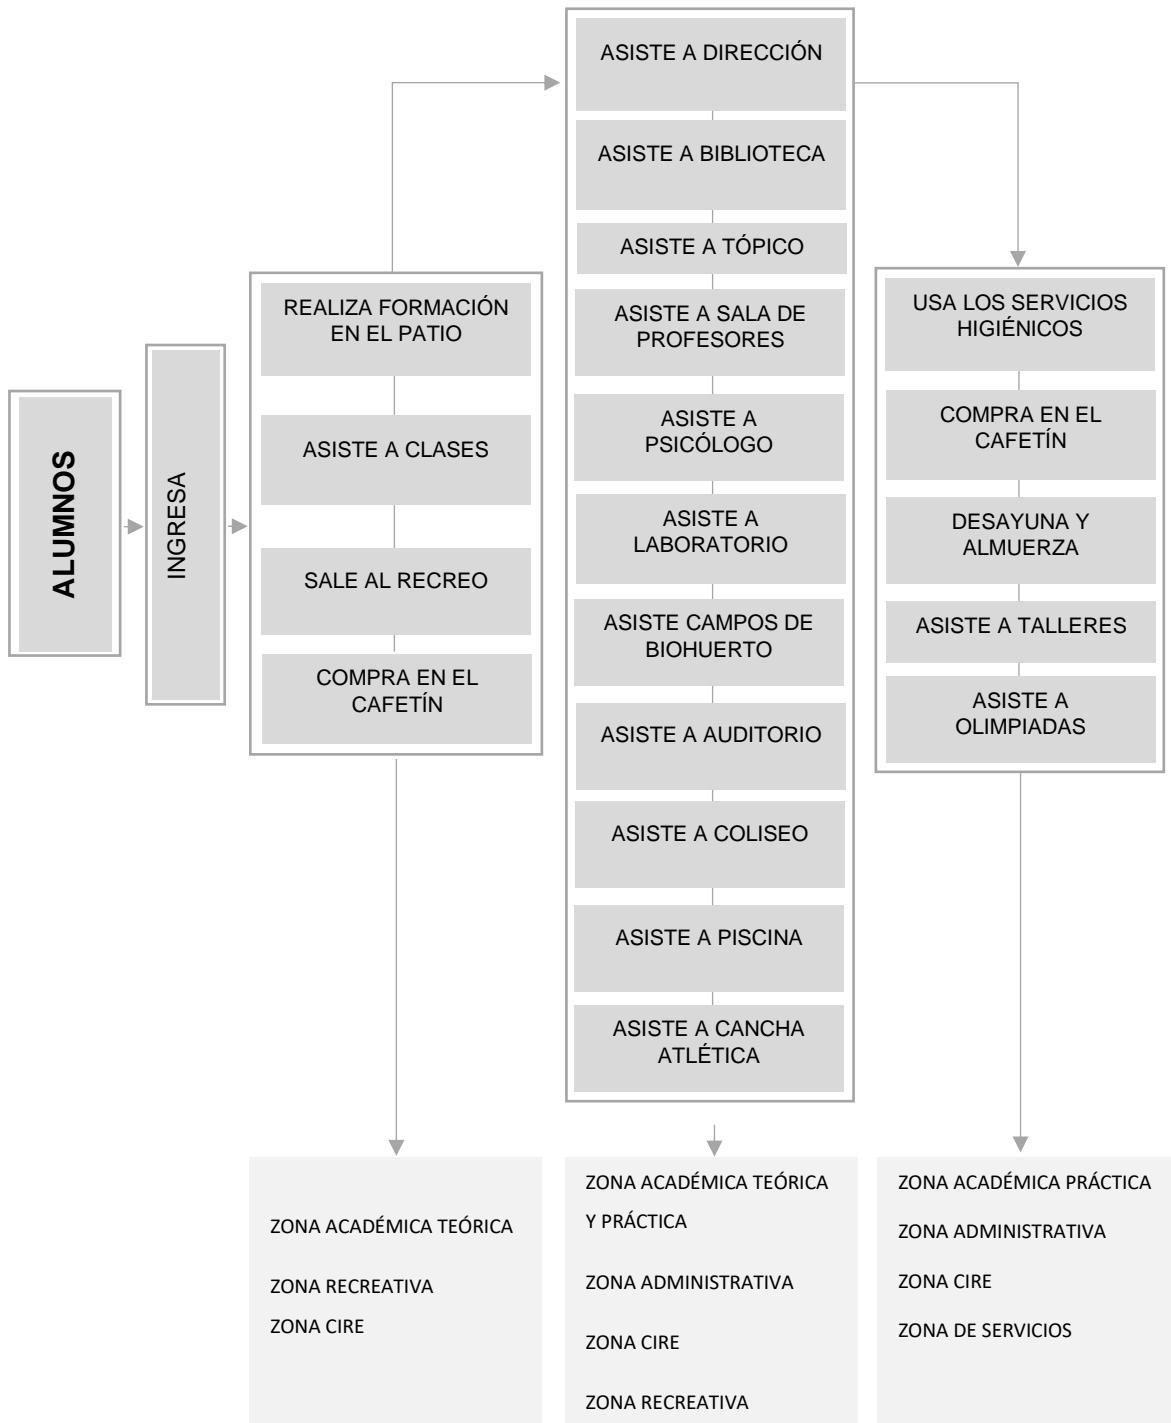 ALUMNOS
INGRESA
REALIZA FORMACIÓN
EN EL PATIO
ASISTE A CLASES
SALE AL RECREO
COMPRA EN EL
CAFETÍN
ASISTE A DIRECCIÓN
ASISTE A BIBLIOTECA
ASISTE A TÓPICO
ASISTE A SALA DE
PROFESORES
ASISTE A
PSICÓLOGO
ASISTE A
LABORATORIO
ASISTE CAMPOS DE
BIOHUERTO
ASISTE A AUDITORIO
ASISTE A COLISEO
ASISTE A PISCINA
ASISTE A CANCHA
ATLÉTICA
USA LOS SERVICIOS
HIGIÉNICOS
COMPRA EN EL
CAFETÍN
DESAYUNA Y
ALMUERZA
ASISTE A TALLERES
ASISTE A
OLIMPIADAS
ZONA ACADÉMICA TEÓRICA
ZONA RECREATIVA
ZONA CIRE
ZONA ACADÉMICA TEÓRICA
Y PRÁCTICA
ZONA ADMINISTRATIVA
ZONA CIRE
ZONA RECREATIVA
ZONA ACADÉMICA PRÁCTICA
ZONA ADMINISTRATIVA
ZONA CIRE
ZONA DE SERVICIOS